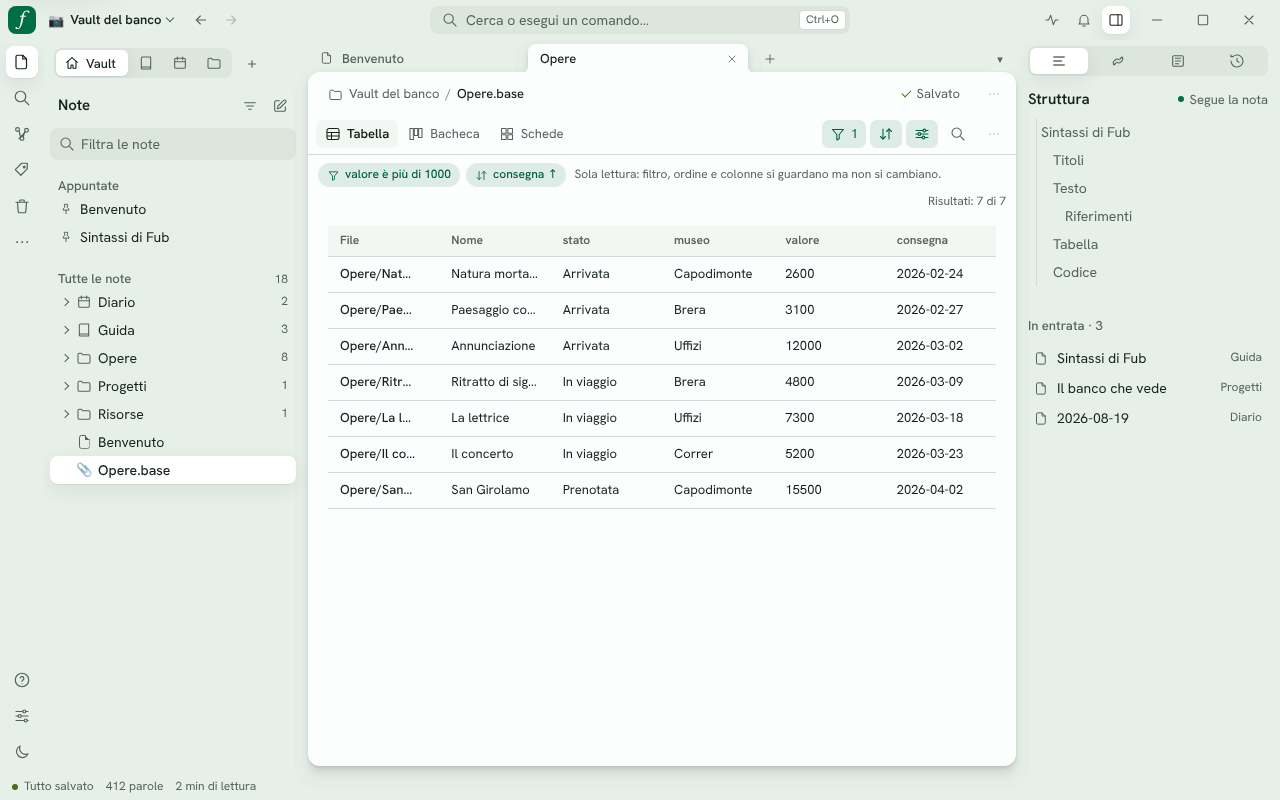 Vault del banco
Cerca o esegui un comando…
Ctrl+O
Vault
Benvenuto
Opere
Note
Filtra le note
Appuntate
Benvenuto
Sintassi di Fub
Tutte le note 18
Diario 2
Guida 3
Opere 8
Progetti 1
Risorse 1
Benvenuto
Opere.base
Vault del banco / Opere.base
Salvato
Tabella
Bacheca
Schede
1
valore è più di 1000
consegna ↑
Sola lettura: filtro, ordine e colonne si guardano ma non si cambiano.
Risultati: 7 di 7
File Nome stato museo valore consegna
Opere/Nat… Natura morta… Arrivata Capodimonte 2600 2026-02-24
Opere/Pae… Paesaggio co… Arrivata Brera 3100 2026-02-27
Opere/Ann… Annunciazione Arrivata Uffizi 12000 2026-03-02
Opere/Ritr… Ritratto di sig… In viaggio Brera 4800 2026-03-09
Opere/La l… La lettrice In viaggio Uffizi 7300 2026-03-18
Opere/Il co… Il concerto In viaggio Correr 5200 2026-03-23
Opere/San… San Girolamo Prenotata Capodimonte 15500 2026-04-02
Struttura
Segue la nota
Sintassi di Fub
Titoli
Testo
Riferimenti
Tabella
Codice
In entrata · 3
Sintassi di Fub Guida
Il banco che vede Progetti
2026-08-19 Diario
Tutto salvato 412 parole 2 min di lettura